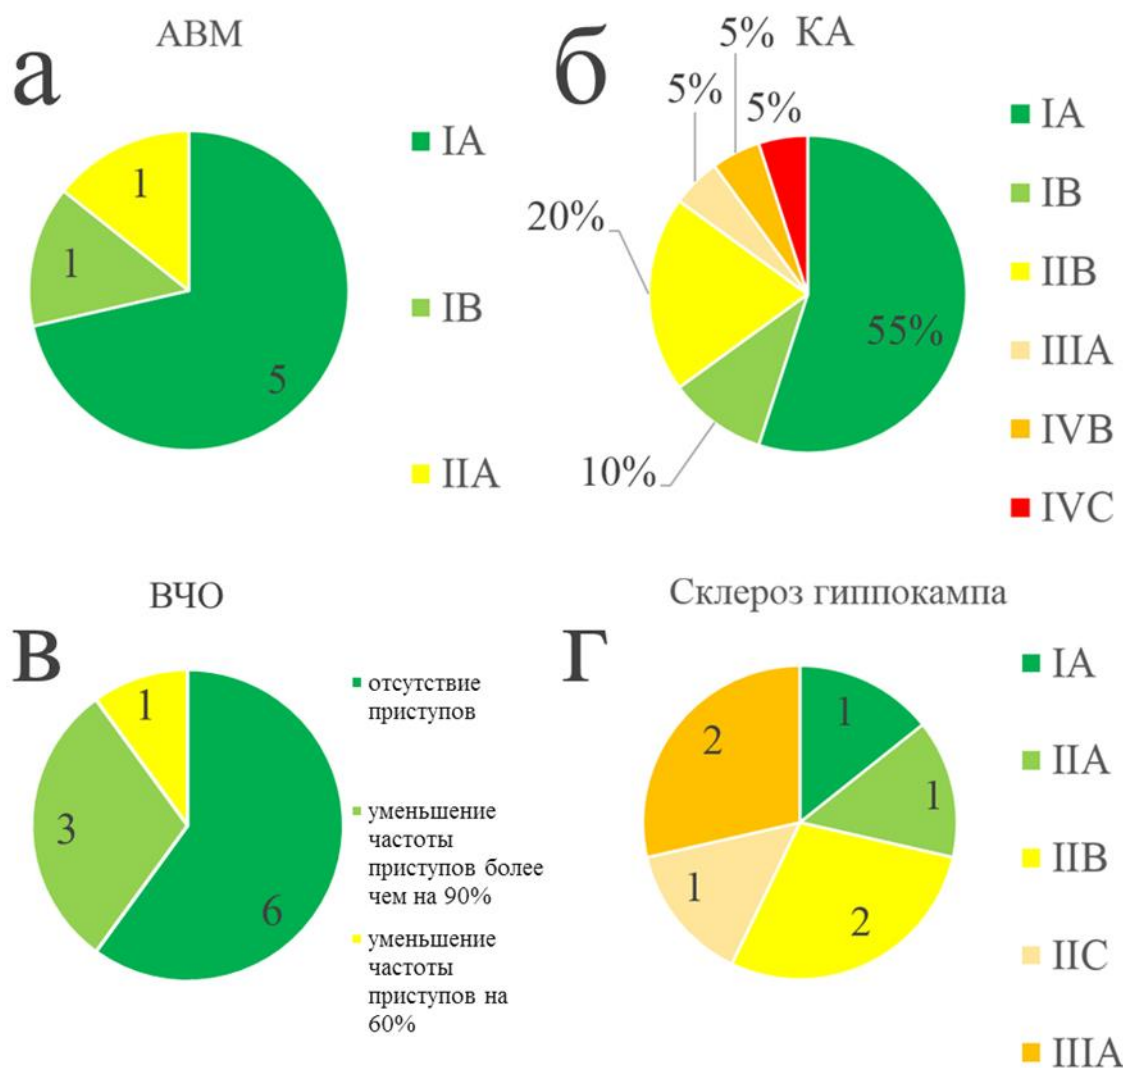 а
АВМ
1
1
5
IA
IB
IIA
б
5% КА
5%
5%
20%
55%
10%
IA
IB
IIB
IIIA
IVB
IVC
в
ВЧО
1
3
6
отсутствие
приступов
уменьшение
частоты
приступов более
чем на 90%
уменьшение
частоты
приступов на
60%
г
Склероз гиппокампа
1
2
1
1
2
IA
IIA
IIB
IIC
IIIA